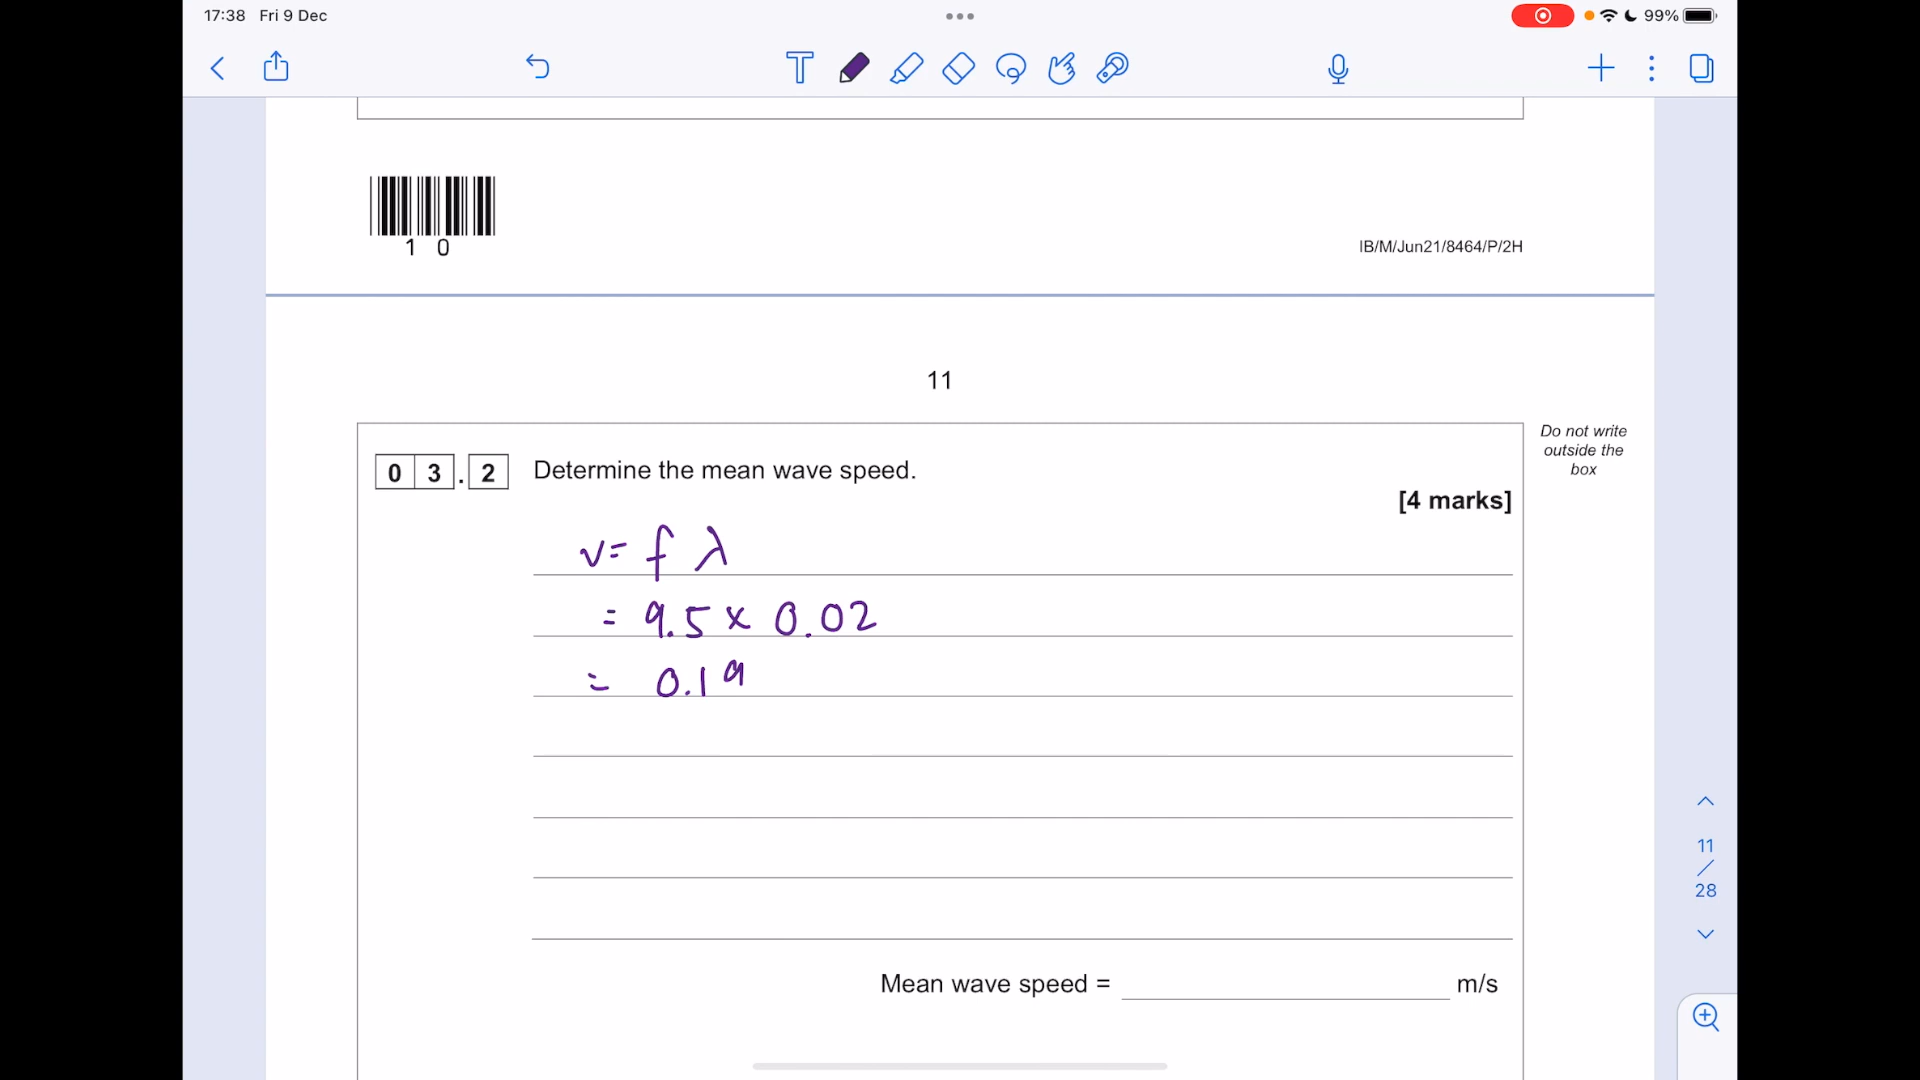 17:38 Fri 9 Dec
99%
1 0
IB/M/Jun21/8464/P/2H
11
Do not write
outside the
box
0 3 . 2 Determine the mean wave speed.
[4 marks]
v= f λ
= 9.5 x 0.02
= 0.19
Mean wave speed = m/s
11
/
28